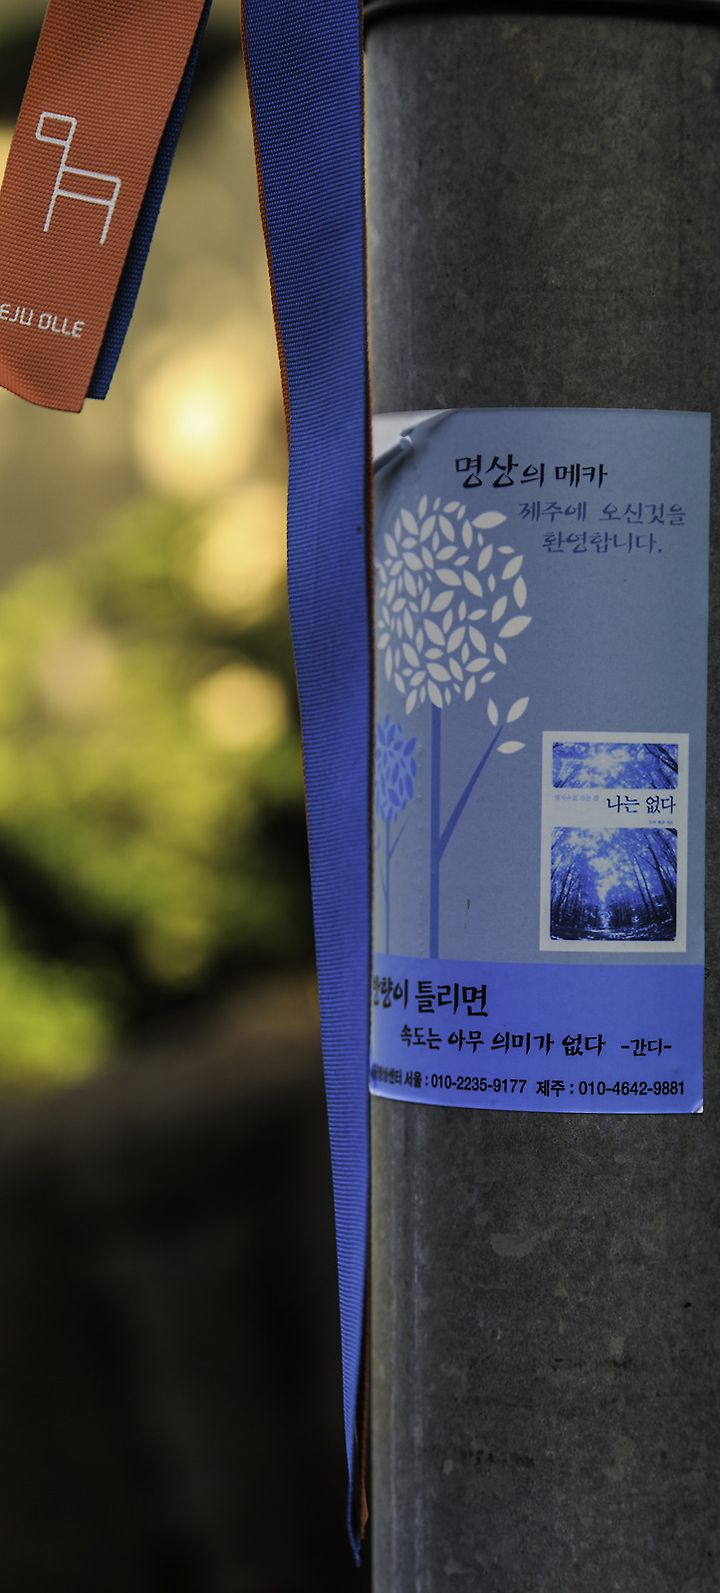 EJU OLLE
명상의 메카
제주에 오신것을
환영합니다.
나는 없다
방향이 틀리면
속도는 아무 의미가 없다 -간디-
서울 : 010-2235-9177 제주 : 010-4642-9881